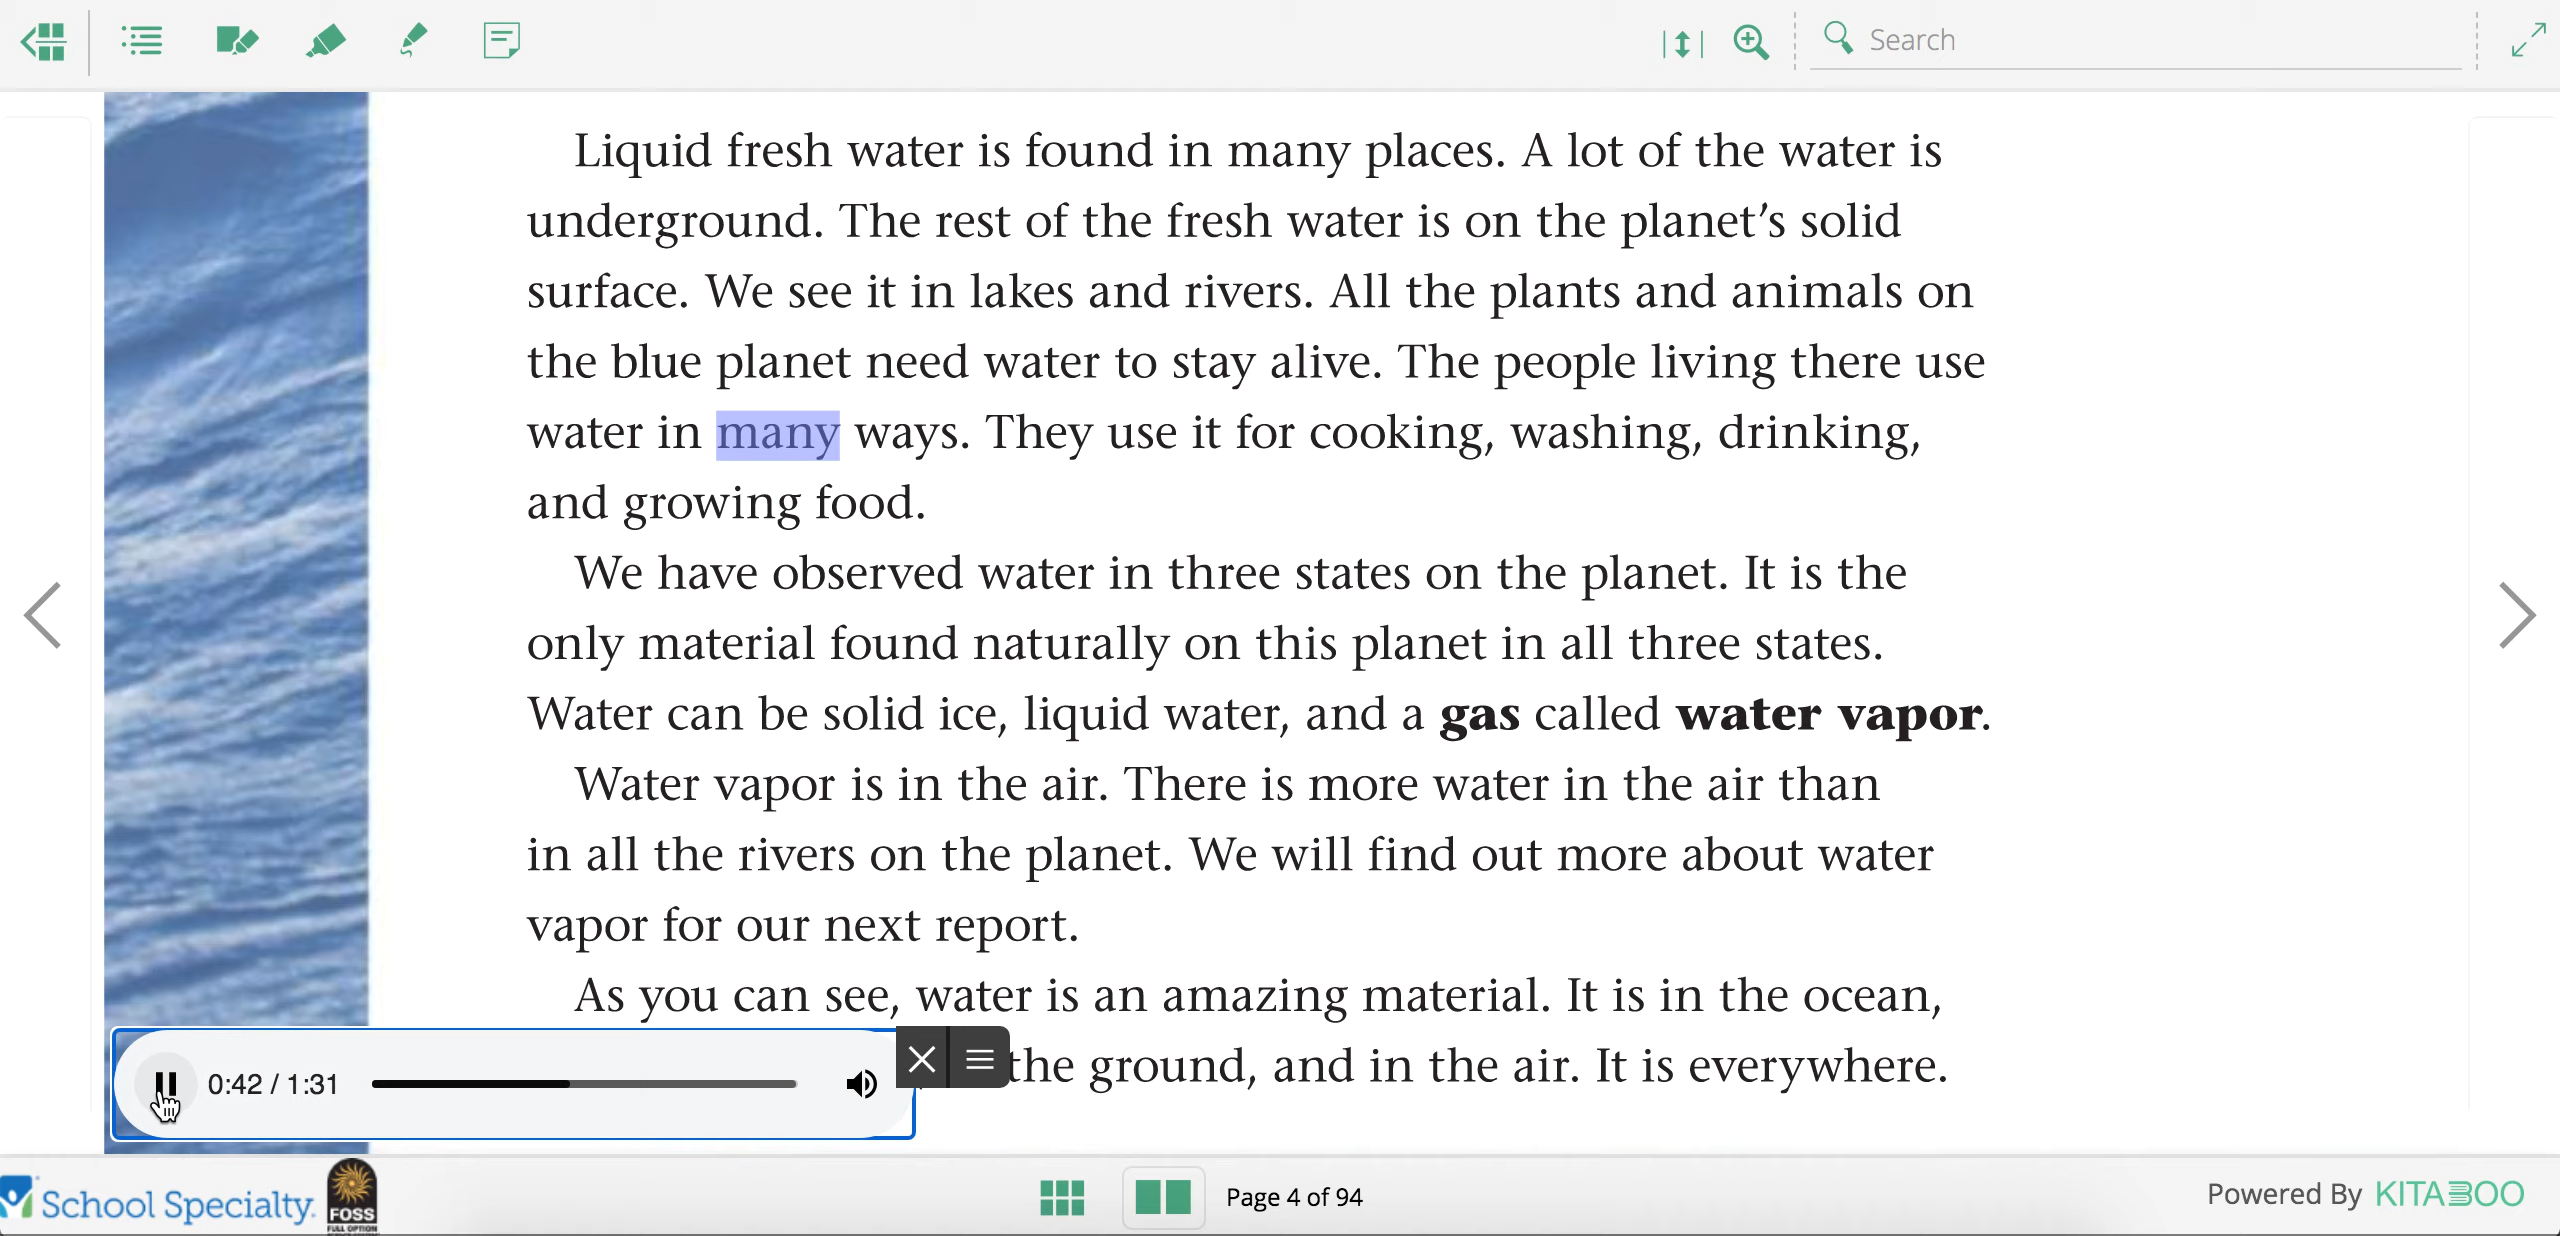 Search
Liquid fresh water is found in many places. A lot of the water is
underground. The rest of the fresh water is on the planet’s solid
surface. We see it in lakes and rivers. All the plants and animals on
the blue planet need water to stay alive. The people living there use
water in many ways. They use it for cooking, washing, drinking,
and growing food.
We have observed water in three states on the planet. It is the
only material found naturally on this planet in all three states.
Water can be solid ice, liquid water, and a gas called water vapor.
Water vapor is in the air. There is more water in the air than
in all the rivers on the planet. We will find out more about water
vapor for our next report.
As you can see, water is an amazing material. It is in the ocean,
the ground, and in the air. It is everywhere.
0:42 / 1:31
School Specialty.
FOSS
FULL OPTION
Page 4 of 94
Powered By KITABOO